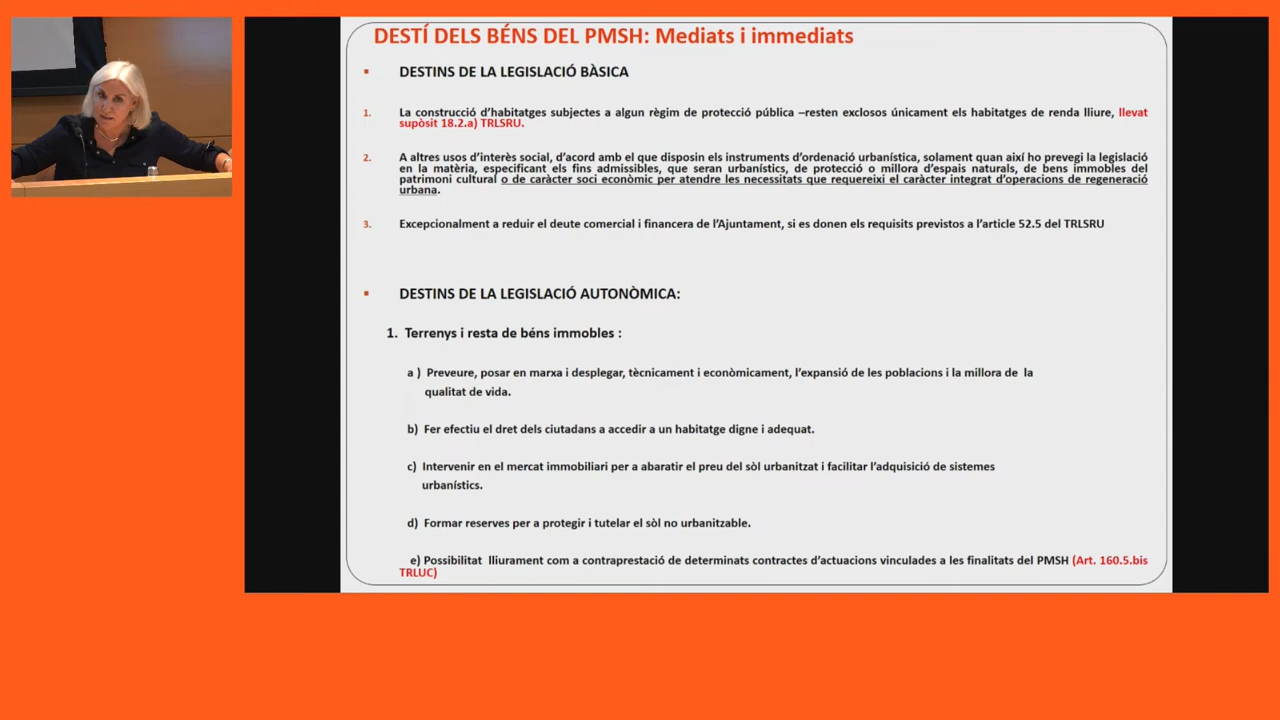 DESTÍ DELS BÉNS DEL PMSH: Mediats i immediats
▪ DESTINS DE LA LEGISLACIÓ BÀSICA
1. La construcció d'habitatges subjectes a algun règim de protecció pública –resten exclosos únicament els habitatges de renda lliure, llevat
supòsit 18.2.a) TRLSRU.
2. A altres usos d'interès social, d'acord amb el que disposin els instruments d'ordenació urbanística, solament quan així ho prevegi la legislació
en la matèria, especificant els fins admissibles, que seran urbanístics, de protecció o millora d'espais naturals, de bens immobles del
patrimoni cultural o de caràcter soci econòmic per atendre les necessitats que requereixi el caràcter integrat d'operacions de regeneració
urbana.
3. Excepcionalment a reduir el deute comercial i financera de l'Ajuntament, si es donen els requisits previstos a l'article 52.5 del TRLSRU
▪ DESTINS DE LA LEGISLACIÓ AUTONÒMICA:
1. Terrenys i resta de béns immobles :
a ) Preveure, posar en marxa i desplegar, tècnicament i econòmicament, l'expansió de les poblacions i la millora de la
qualitat de vida.
b) Fer efectiu el dret dels ciutadans a accedir a un habitatge digne i adequat.
c) Intervenir en el mercat immobiliari per a abaratir el preu del sòl urbanitzat i facilitar l'adquisició de sistemes
urbanístics.
d) Formar reserves per a protegir i tutelar el sòl no urbanitzable.
e) Possibilitat lliurament com a contraprestació de determinats contractes d'actuacions vinculades a les finalitats del PMSH (Art. 160.5.bis
TRLUC)